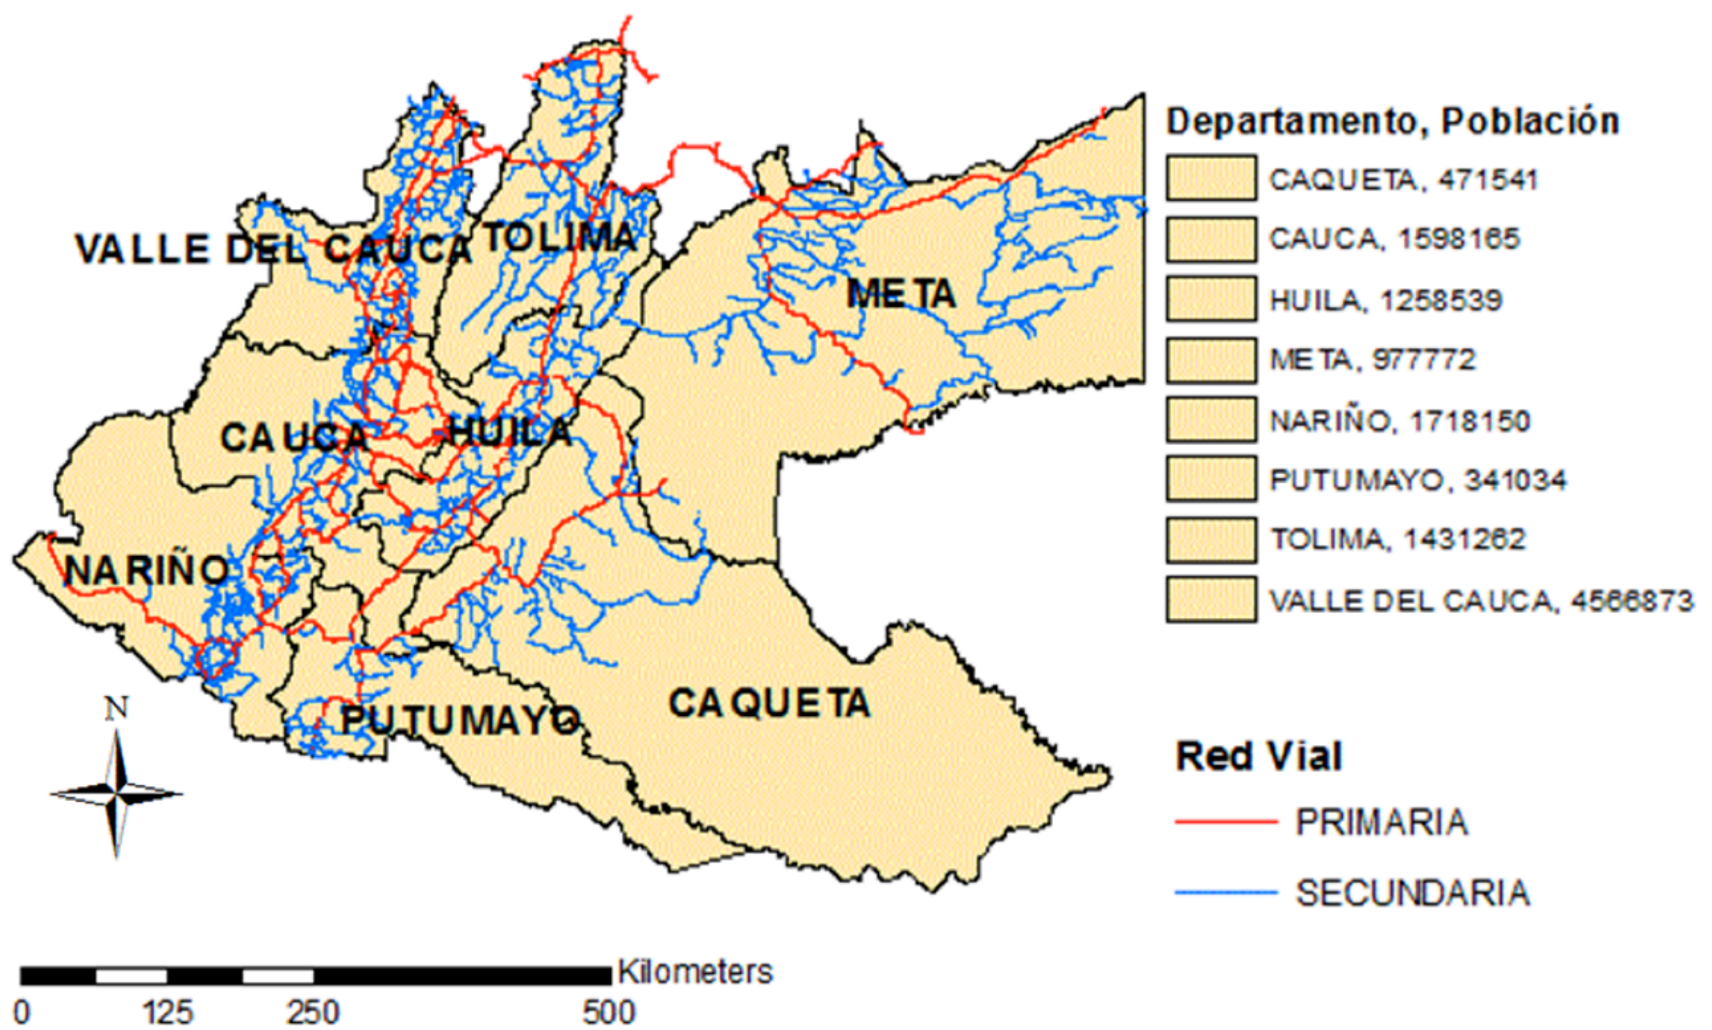 Departamento, Población
CAQUETA, 471541
CAUCA, 1598165
HUILA, 1258539
META, 977772
NARIÑO, 1718150
PUTUMAYO, 341034
TOLIMA, 1431262
VALLE DEL CAUCA, 4566873
VALLE DEL CAUCA
TOLIMA
META
CAUCA
HUILA
NARIÑO
CAQUETA
PUTUMAYO
N
Red Vial
PRIMARIA
SECUNDARIA
Kilometers
0 125 250 500